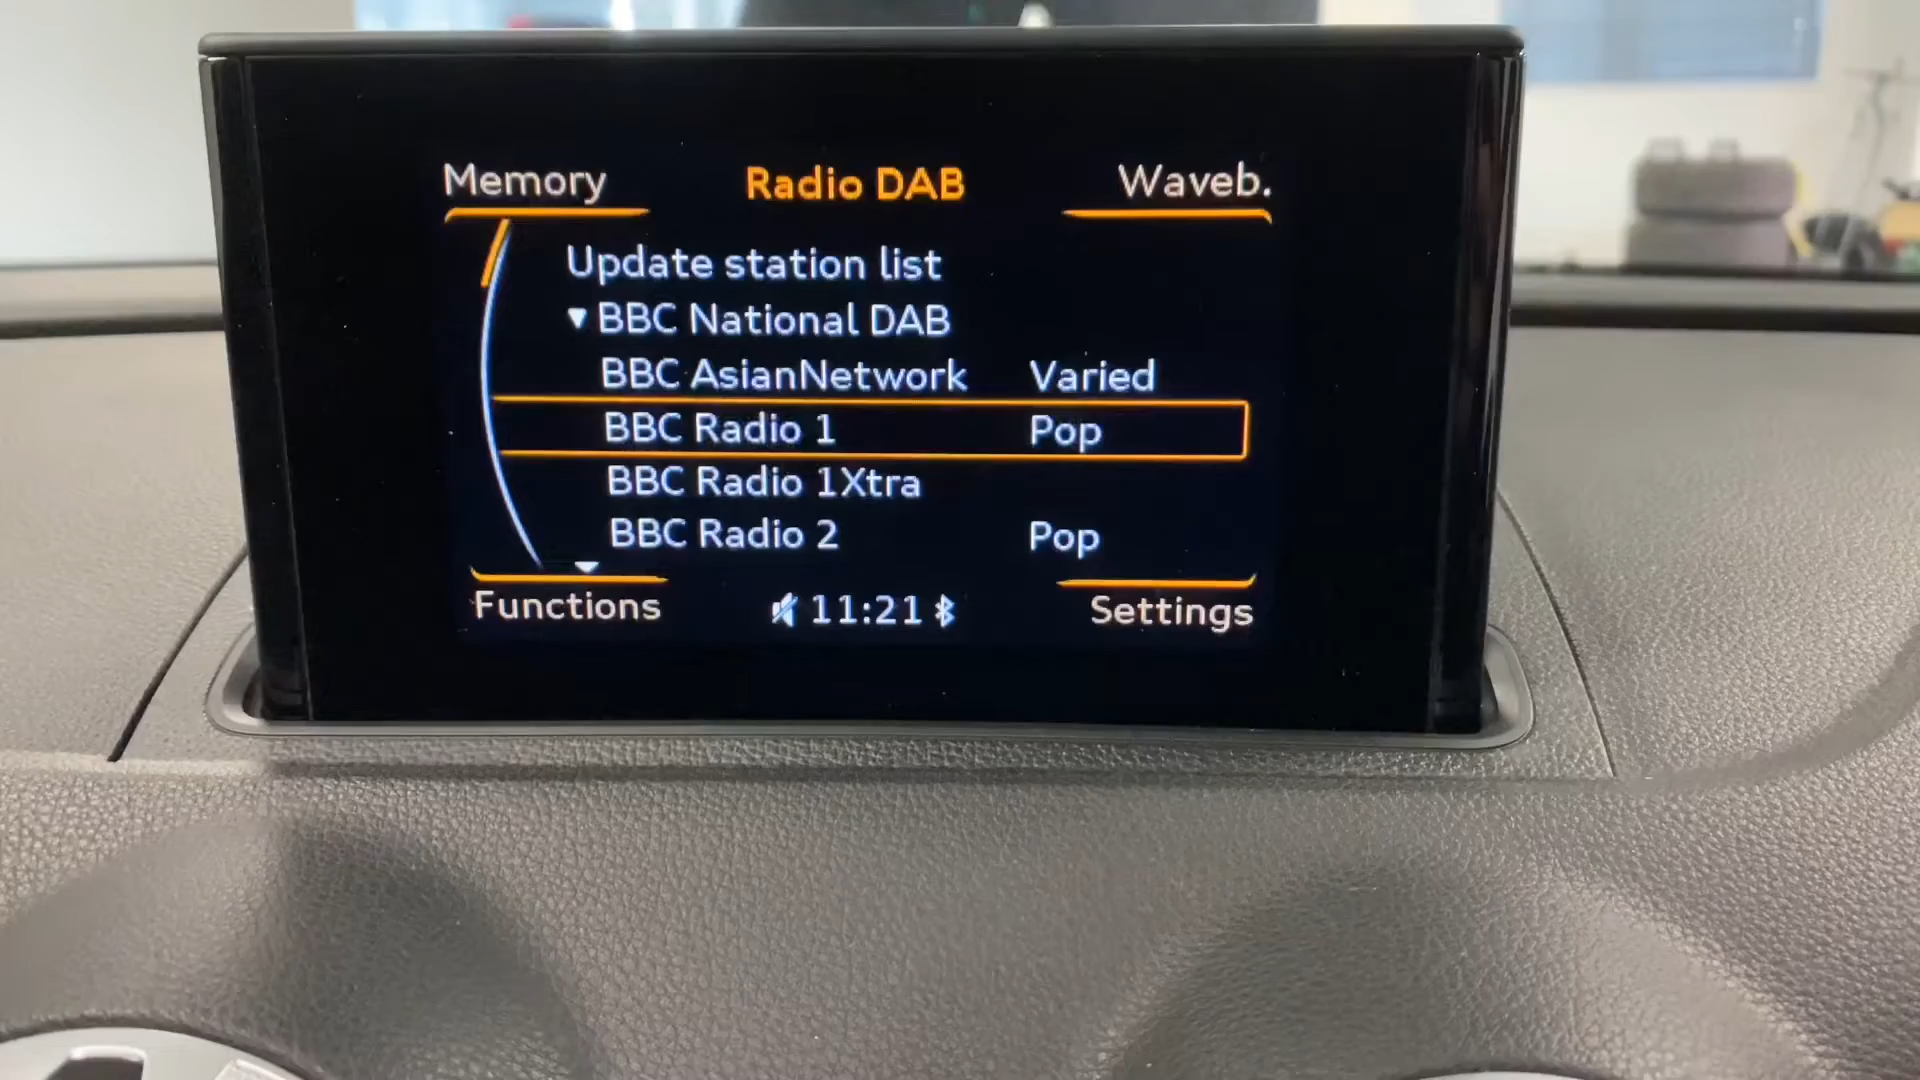 Memory Radio DAB Waveb.
Update station list
BBC National DAB
BBC AsianNetwork Varied
BBC Radio 1 Pop
BBC Radio 1Xtra
BBC Radio 2 Pop
Functions 11:21 Settings